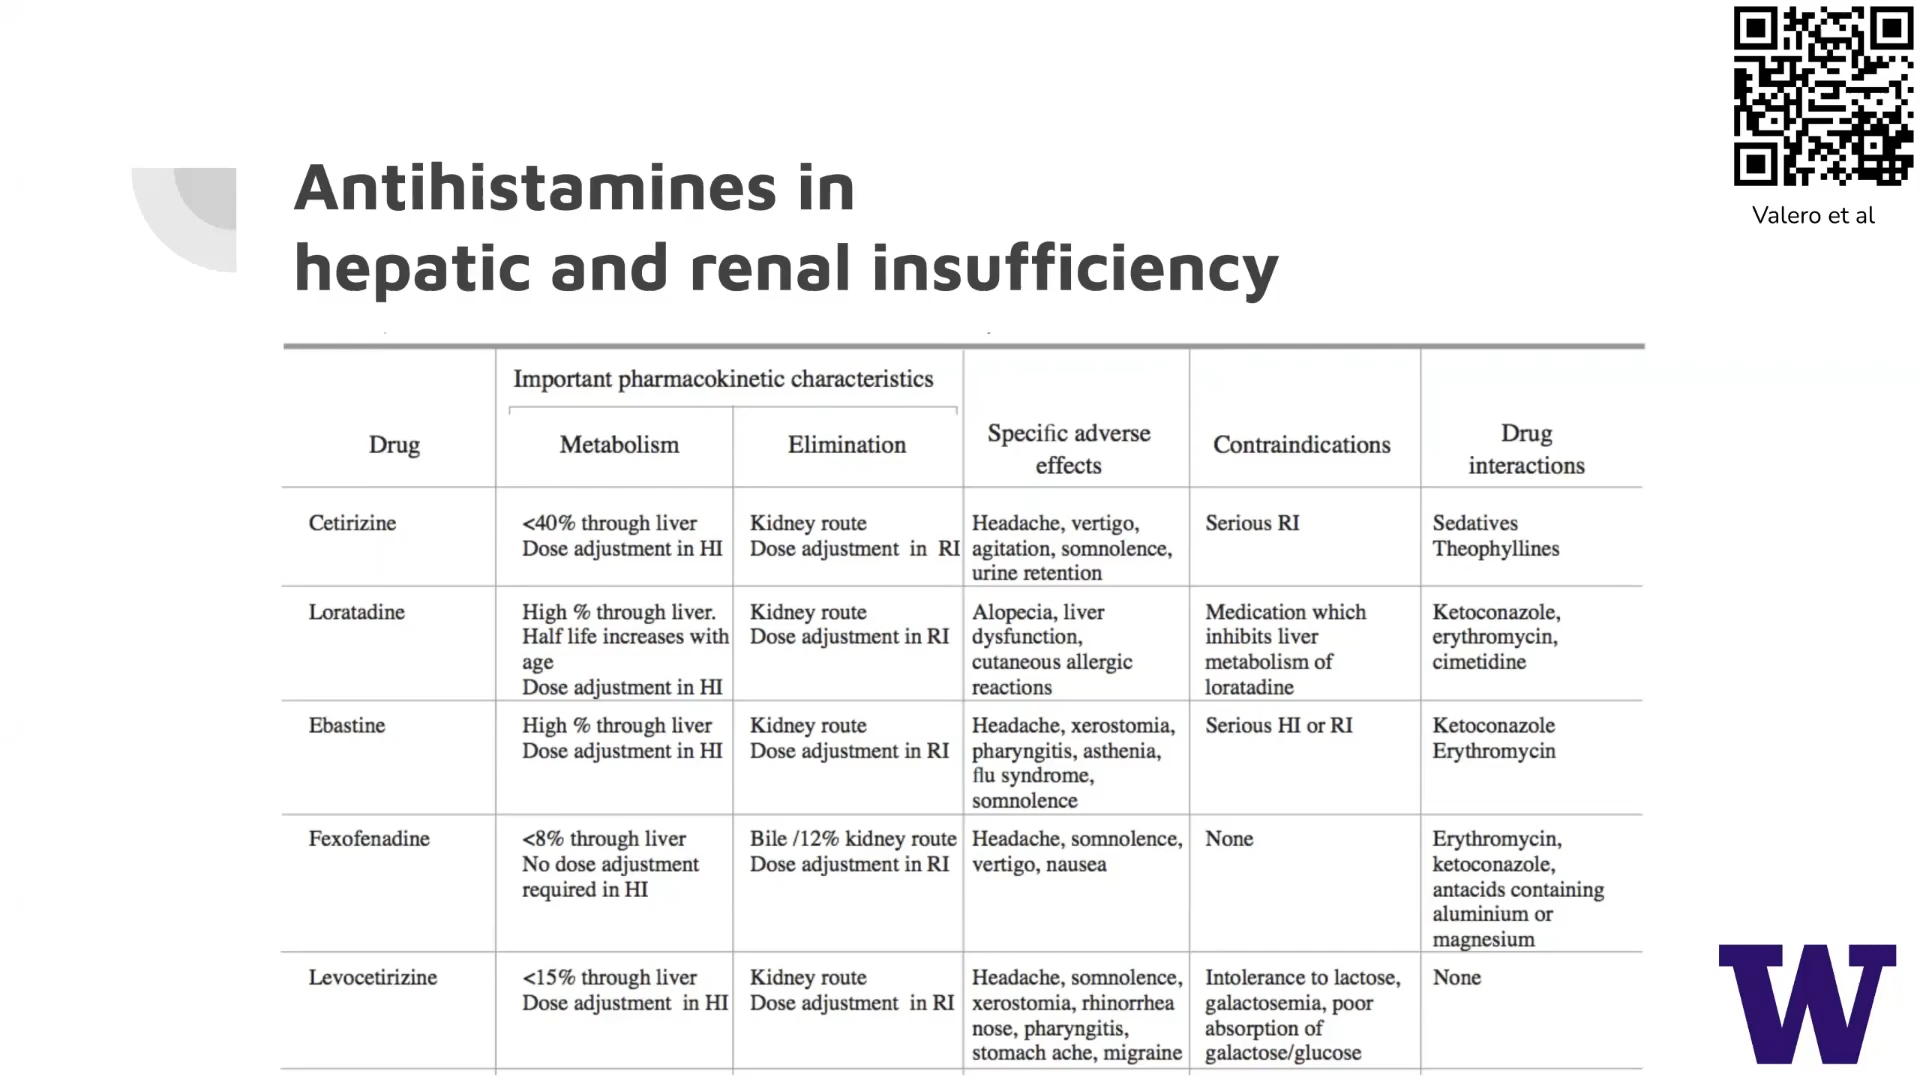 Valero et al
Antihistamines in
hepatic and renal insufficiency
Important pharmacokinetic characteristics
Drug
Metabolism
Elimination
Specific adverse
effects
Contraindications
Drug
interactions
Cetirizine
<40% through liver
Dose adjustment in HI
Kidney route
Dose adjustment in RI
Headache, vertigo,
agitation, somnolence,
urine retention
Serious RI
Sedatives
Theophyllines
Loratadine
High % through liver.
Half life increases with
age
Dose adjustment in HI
Kidney route
Dose adjustment in RI
Alopecia, liver
dysfunction,
cutaneous allergic
reactions
Medication which
inhibits liver
metabolism of
loratadine
Ketoconazole,
erythromycin,
cimetidine
Ebastine
High % through liver
Dose adjustment in HI
Kidney route
Dose adjustment in RI
Headache, xerostomia,
pharyngitis, asthenia,
flu syndrome,
somnolence
Serious HI or RI
Ketoconazole
Erythromycin
Fexofenadine
<8% through liver
No dose adjustment
required in HI
Bile /12% kidney route
Dose adjustment in RI
Headache, somnolence,
vertigo, nausea
None
Erythromycin,
ketoconazole,
antacids containing
aluminium or
magnesium
Levocetirizine
<15% through liver
Dose adjustment in HI
Kidney route
Dose adjustment in RI
Headache, somnolence,
xerostomia, rhinorrhea
nose, pharyngitis,
stomach ache, migraine
Intolerance to lactose,
galactosemia, poor
absorption of
galactose/glucose
None
W